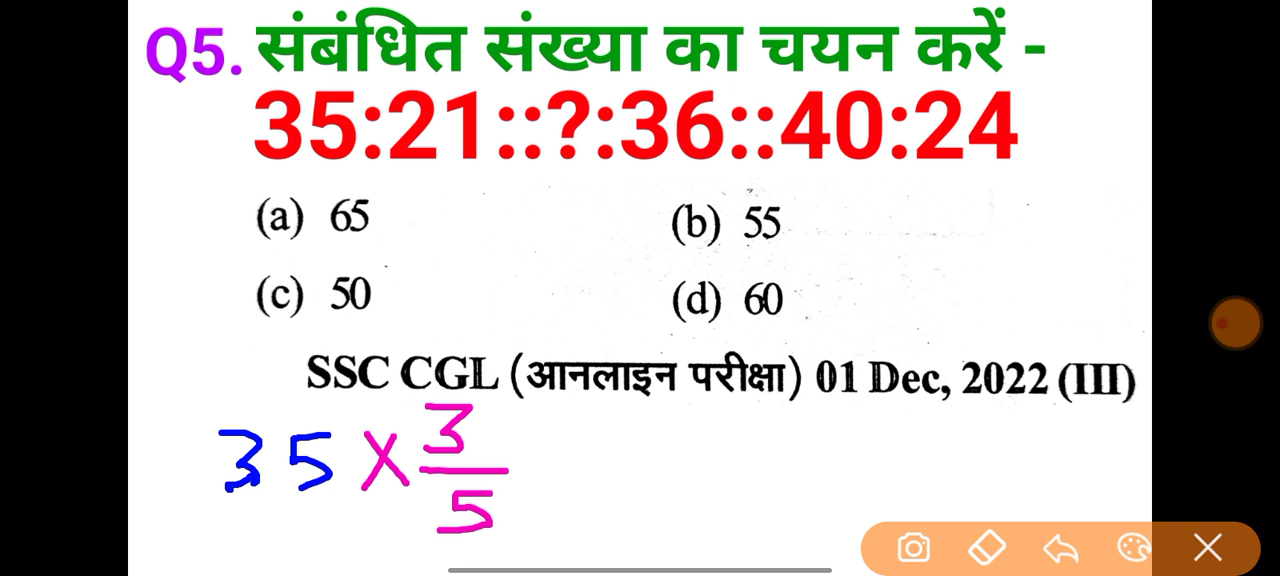 Q5. संबंधित संख्या का चयन करें -
35:21::?:36::40:24
(a) 65 (b) 55
(c) 50 (d) 60
SSC CGL (आनलाइन परीक्षा) 01 Dec, 2022 (III)
35 × 3/5